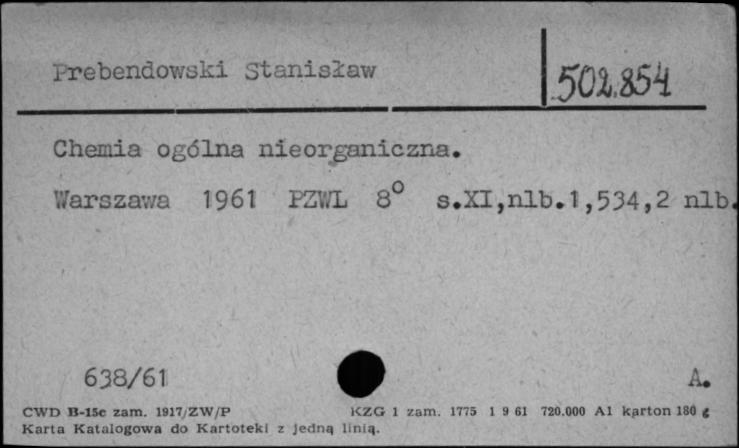 Prebendowski Stanisław 502.854
Chemia ogólna nieorganiczna.
Warszawa 1961 PZWL 8° s.XI,nlb.1,534,2 nlb.
638/61 A.
CWD B-15c zam. 1917/ZW/P KZG 1 zam. 1775 1 9 61 720.000 A1 karton 180 g
Karta Katalogowa do Kartoteki z jedną linią.